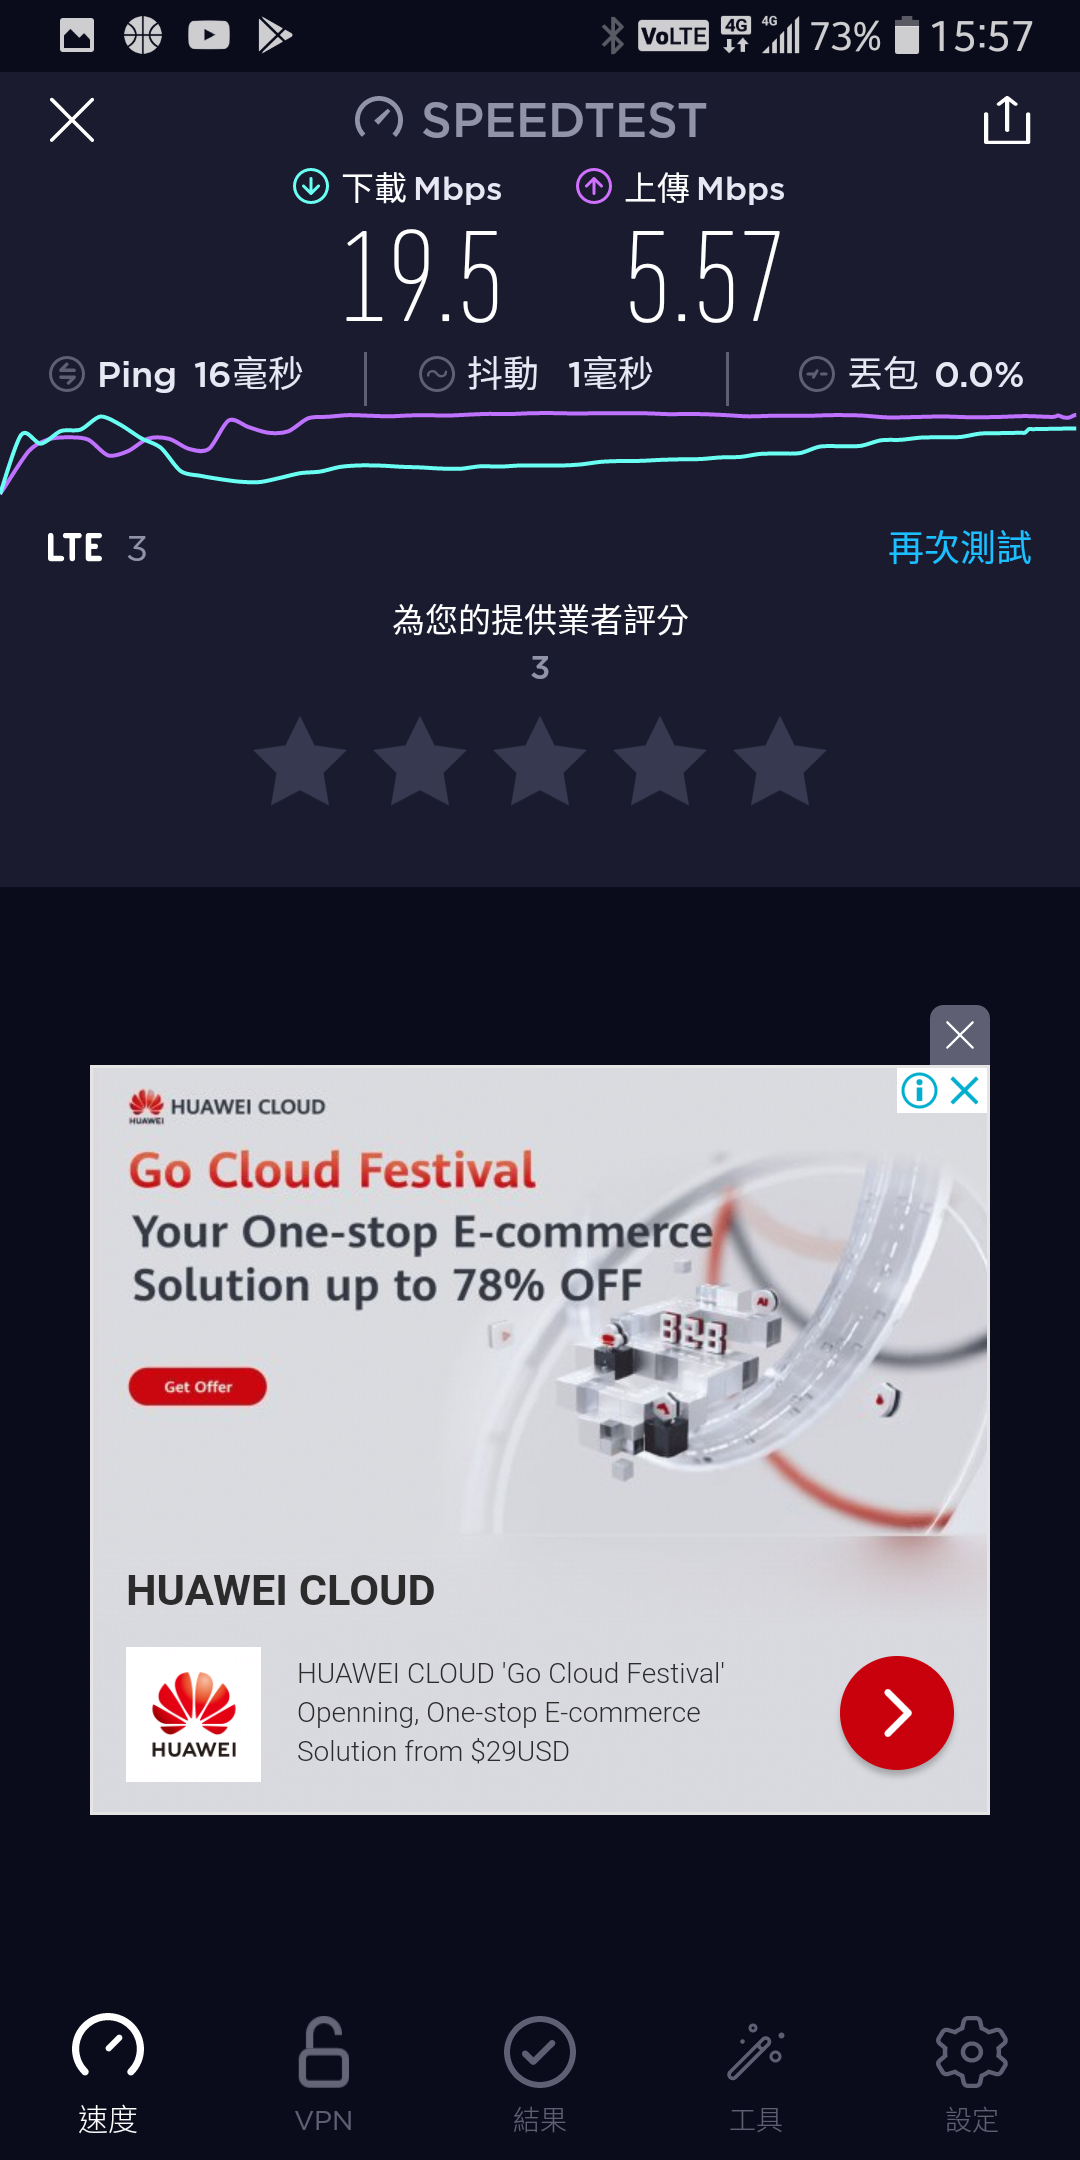 VoLTE 4G 4G 73% 15:57
SPEEDTEST
下載 Mbps 上傳 Mbps
19.5 5.57
Ping 16毫秒 抖動 1毫秒 丟包 0.0%
LTE 3 再次測試
為您的提供業者評分
3
HUAWEI HUAWEI CLOUD
Go Cloud Festival
Your One-stop E-commerce
Solution up to 78% OFF
AI
828
Get Offer
HUAWEI CLOUD
HUAWEI
HUAWEI CLOUD 'Go Cloud Festival'
Openning, One-stop E-commerce
Solution from $29USD
速度 VPN 結果 工具 設定